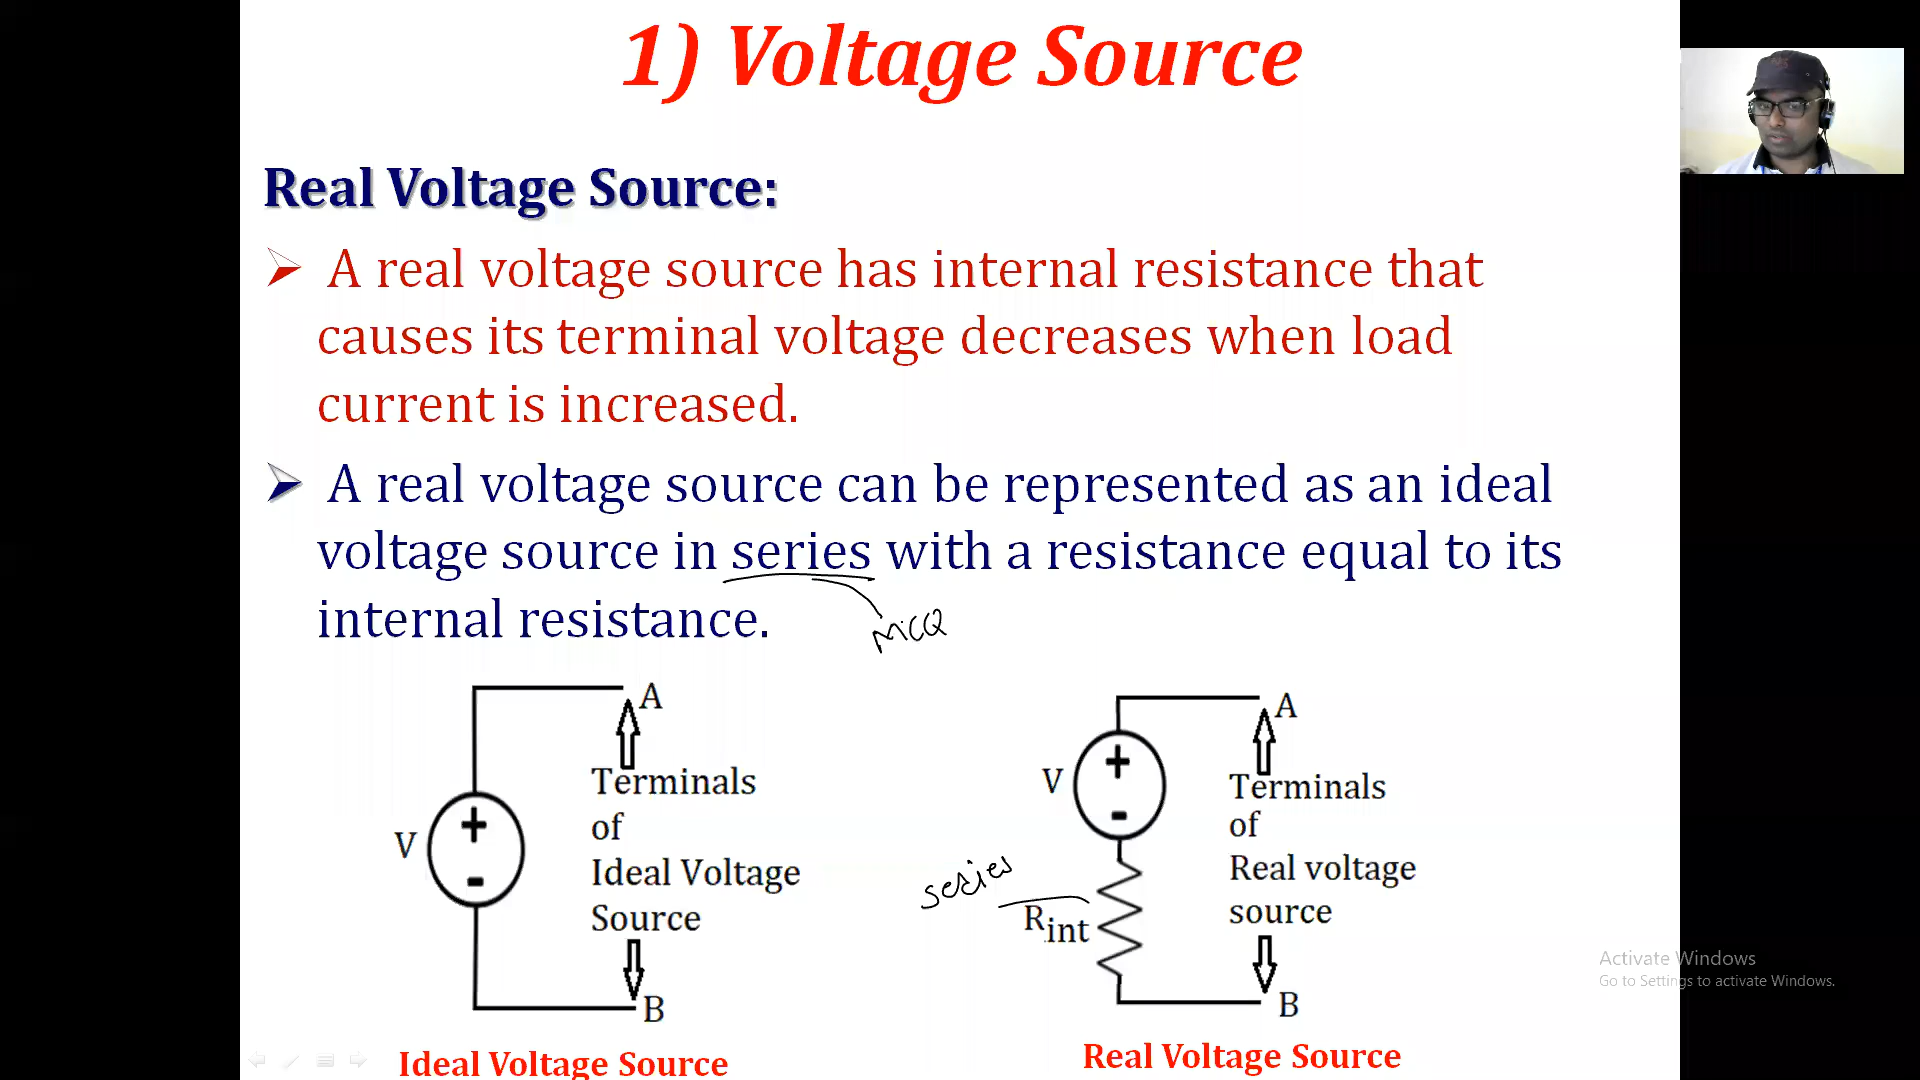 1) Voltage Source
Real Voltage Source:
A real voltage source has internal resistance that
causes its terminal voltage decreases when load
current is increased.
A real voltage source can be represented as an ideal
voltage source in series with a resistance equal to its
internal resistance.
MCQ
A
Terminals
of
Ideal Voltage
Source
B
V
+
-
Ideal Voltage Source
A
V
+
-
Terminals
of
Real voltage
source
series
Rint
B
Real Voltage Source
Activate Windows
Go to Settings to activate Windows.